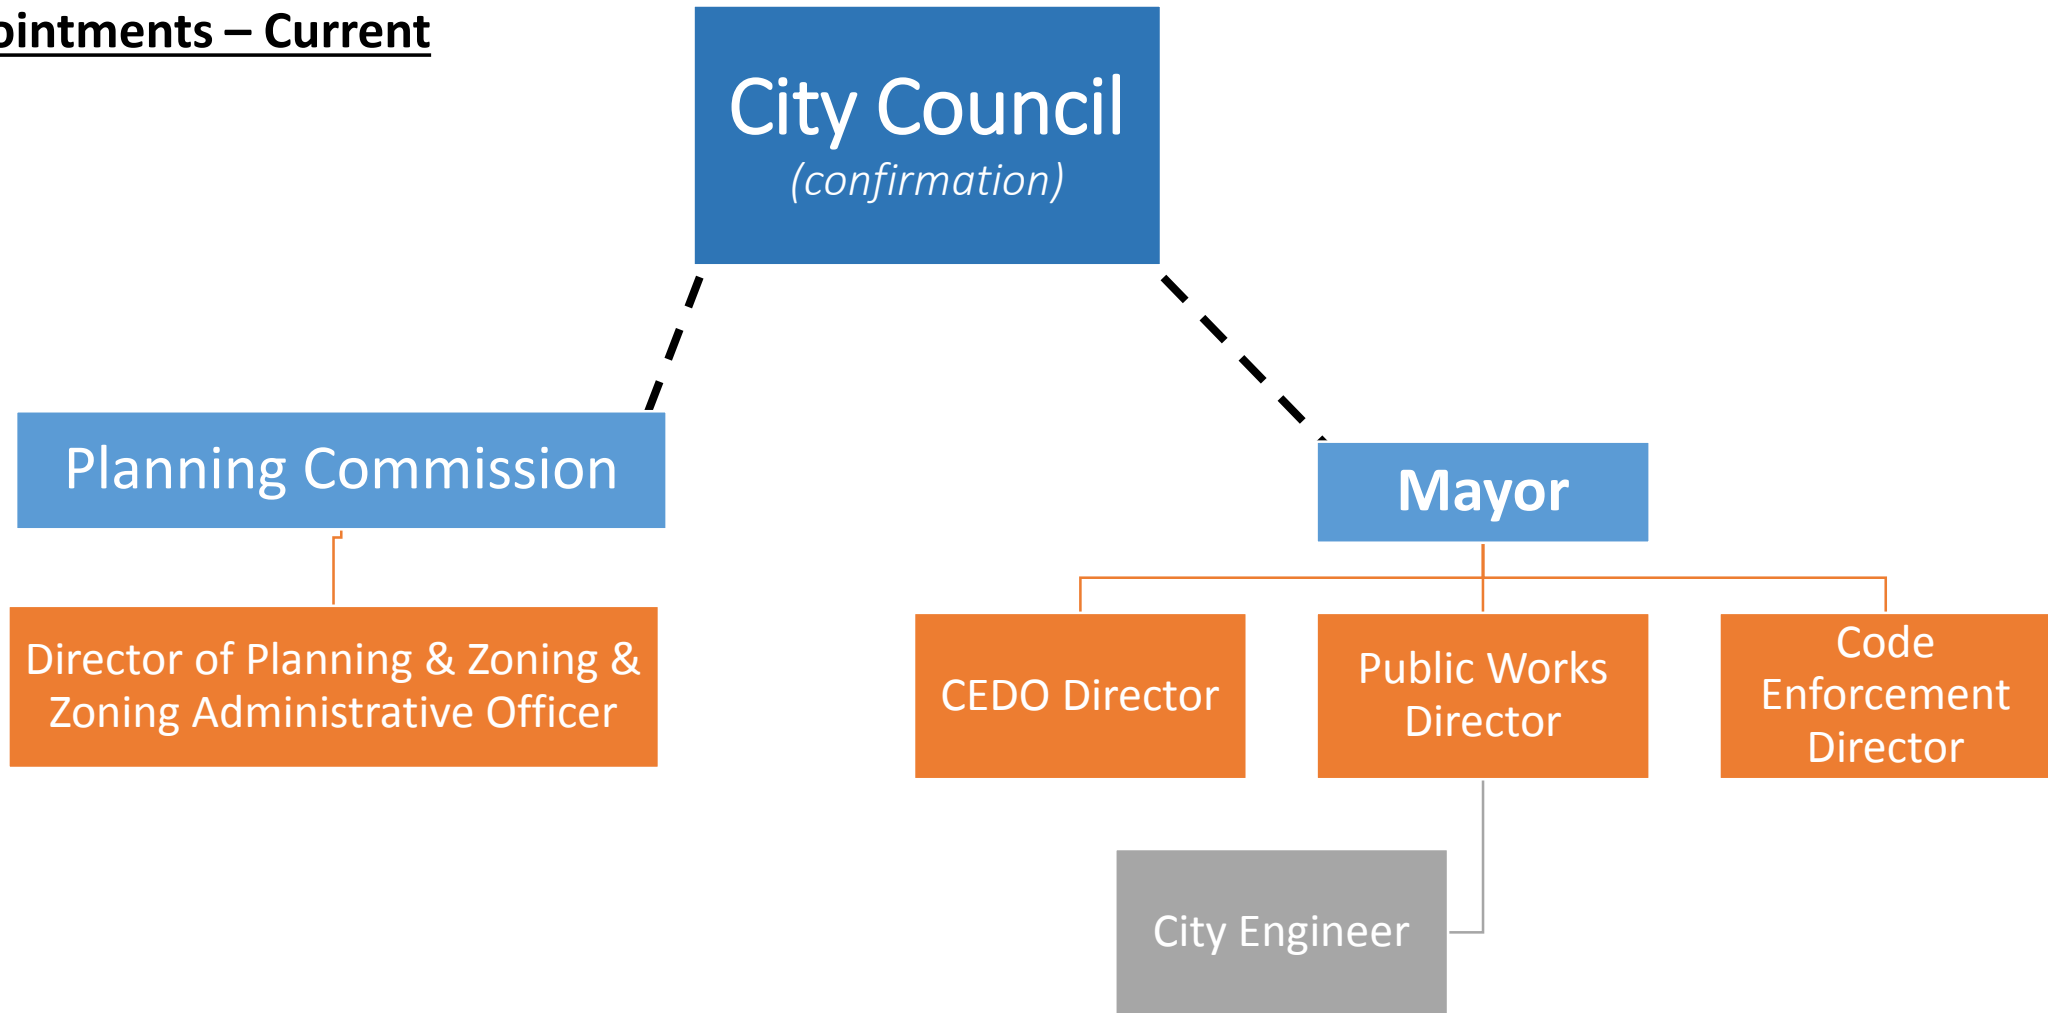 ointments – Current
City Council
(confirmation)
Planning Commission
Mayor
Director of Planning & Zoning &
Zoning Administrative Officer
CEDO Director
Public Works
Director
Code
Enforcement
Director
City Engineer